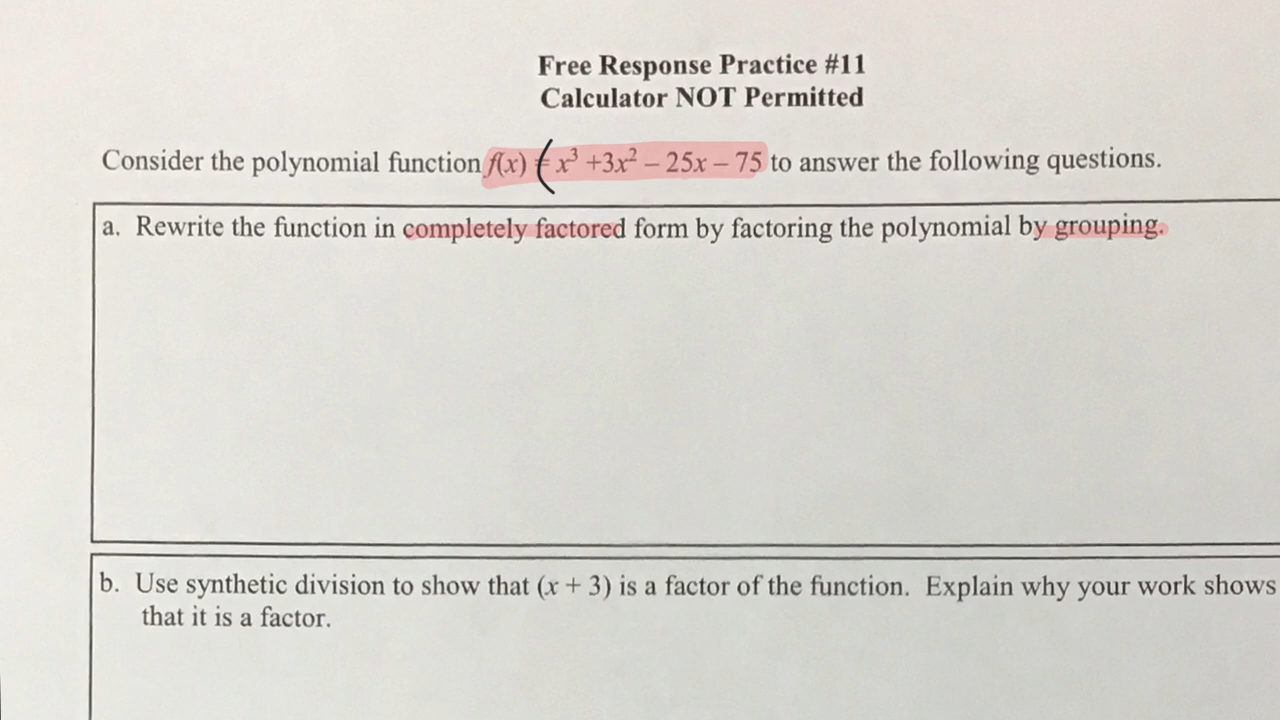 Free Response Practice #11
Calculator NOT Permitted
Consider the polynomial function f(x) = x³ +3x² – 25x – 75 to answer the following questions.
a. Rewrite the function in completely factored form by factoring the polynomial by grouping.
b. Use synthetic division to show that (x + 3) is a factor of the function. Explain why your work shows
that it is a factor.